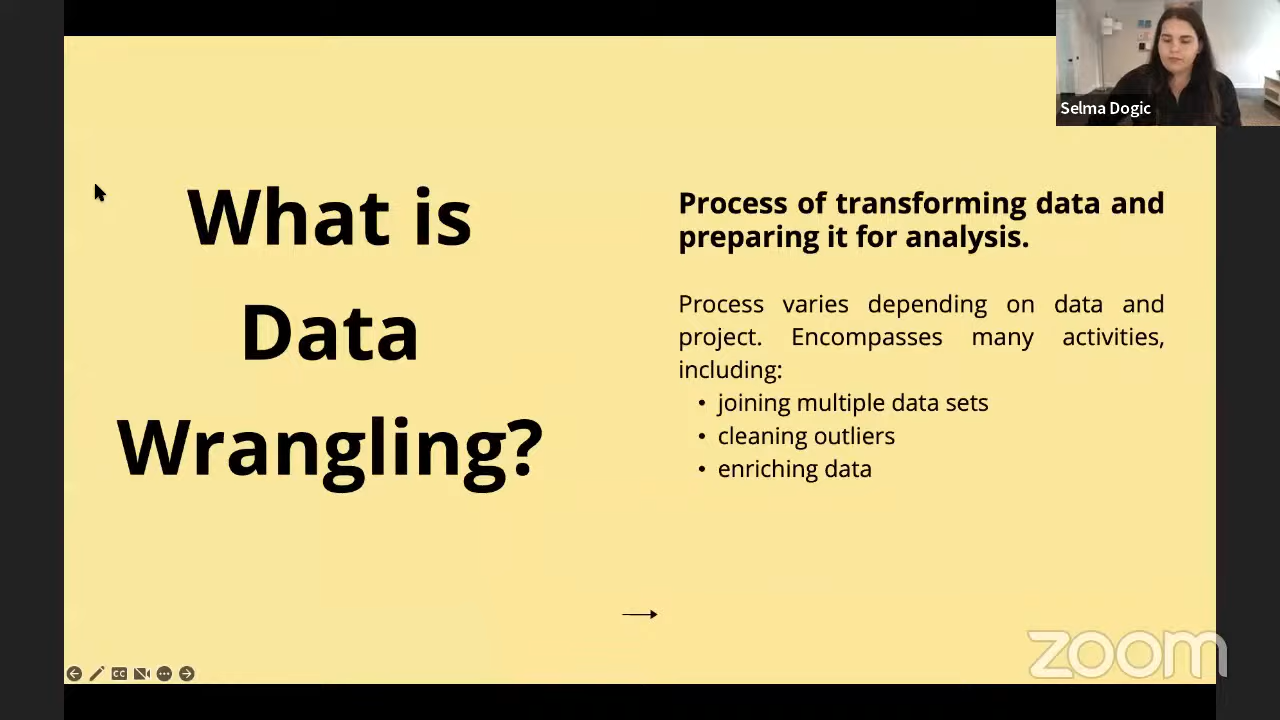 Selma Dogic
What is
Data
Wrangling?
Process of transforming data and
preparing it for analysis.
Process varies depending on data and
project. Encompasses many activities,
including:
• joining multiple data sets
• cleaning outliers
• enriching data
CC
zoom